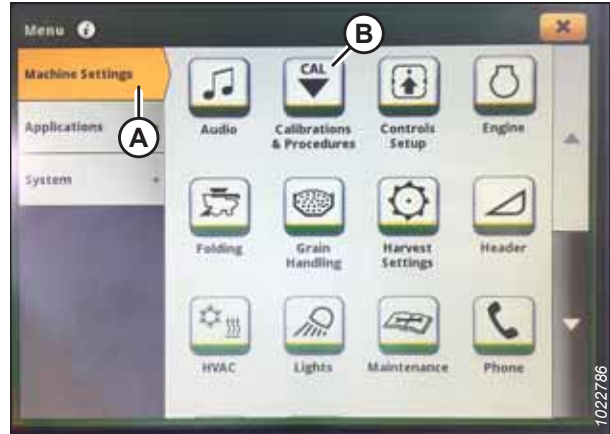 Menu i
B
Machine Settings
A
Applications
System
CAL
Audio
Calibrations
& Procedures
Controls
Setup
Engine
Folding
Grain
Handling
Harvest
Settings
Header
HVAC
Lights
Maintenance
Phone
1022786